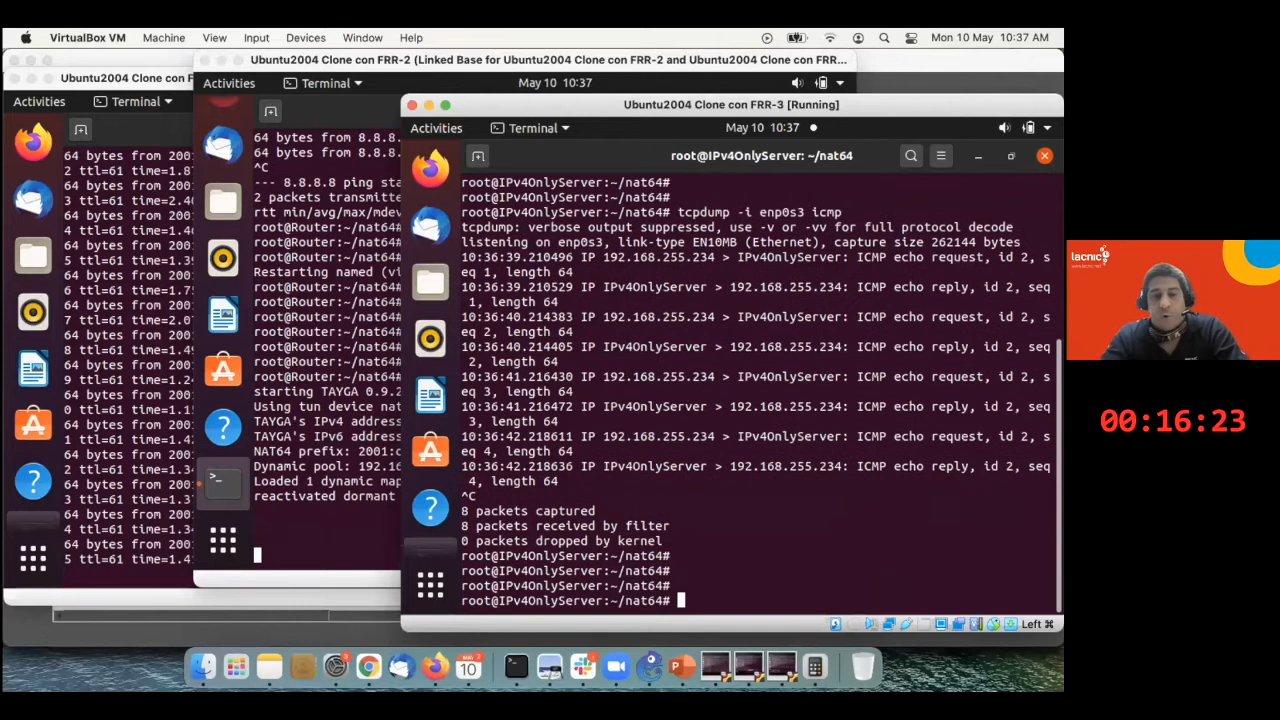 VirtualBox VM Machine View Input Devices Window Help Mon 10 May 10:37 AM
Ubuntu2004 Clone con FRR-2 (Linked Base for Ubuntu2004 Clone con FRR-2 and Ubuntu2004 Clone con FRR...
Ubuntu2004 Clone con F
Activities Terminal May 10 10:37
Activities Terminal
Ubuntu2004 Clone con FRR-3 [Running]
Activities Terminal May 10 10:37
root@IPv4OnlyServer: ~/nat64
64 bytes from 2001
2 ttl=61 time=1.87
64 bytes from 2001
3 ttl=61 time=2.40
64 bytes from 2001
4 ttl=61 time=1.80
64 bytes from 2001
5 ttl=61 time=1.39
64 bytes from 2001
6 ttl=61 time=1.75
64 bytes from 2001
7 ttl=61 time=2.07
64 bytes from 2001
8 ttl=61 time=1.49
64 bytes from 2001
9 ttl=61 time=1.24
64 bytes from 2001
0 ttl=61 time=1.15
64 bytes from 2001
1 ttl=61 time=1.42
64 bytes from 2001
2 ttl=61 time=1.34
64 bytes from 2001
3 ttl=61 time=1.37
64 bytes from 2001
4 ttl=61 time=1.34
64 bytes from 2001
5 ttl=61 time=1.41
64 bytes from 8.8.8.
64 bytes from 8.8.8.
^C
--- 8.8.8.8 ping sta
2 packets transmitte
rtt min/avg/max/mdev
root@Router:~/nat64#
root@Router:~/nat64#
root@Router:~/nat64#
Restarting named (vi
root@Router:~/nat64#
root@Router:~/nat64#
root@Router:~/nat64#
root@Router:~/nat64#
root@Router:~/nat64#
root@Router:~/nat64#
root@Router:~/nat64#
starting TAYGA 0.9.2
Using tun device nat
TAYGA's IPv4 address
TAYGA's IPv6 address
NAT64 prefix: 2001:c
Dynamic pool: 192.16
Loaded 1 dynamic map
reactivated dormant
root@IPv4OnlyServer:~/nat64#
root@IPv4OnlyServer:~/nat64#
root@IPv4OnlyServer:~/nat64# tcpdump -i enp0s3 icmp
tcpdump: verbose output suppressed, use -v or -vv for full protocol decode
listening on enp0s3, link-type EN10MB (Ethernet), capture size 262144 bytes
10:36:39.210496 IP 192.168.255.234 > IPv4OnlyServer: ICMP echo request, id 2, s
eq 1, length 64
10:36:39.210529 IP IPv4OnlyServer > 192.168.255.234: ICMP echo reply, id 2, seq
1, length 64
10:36:40.214383 IP 192.168.255.234 > IPv4OnlyServer: ICMP echo request, id 2, s
eq 2, length 64
10:36:40.214405 IP IPv4OnlyServer > 192.168.255.234: ICMP echo reply, id 2, seq
2, length 64
10:36:41.216430 IP 192.168.255.234 > IPv4OnlyServer: ICMP echo request, id 2, s
eq 3, length 64
10:36:41.216472 IP IPv4OnlyServer > 192.168.255.234: ICMP echo reply, id 2, seq
3, length 64
10:36:42.218611 IP 192.168.255.234 > IPv4OnlyServer: ICMP echo request, id 2, s
eq 4, length 64
10:36:42.218636 IP IPv4OnlyServer > 192.168.255.234: ICMP echo reply, id 2, seq
4, length 64
^C
8 packets captured
8 packets received by filter
0 packets dropped by kernel
root@IPv4OnlyServer:~/nat64#
root@IPv4OnlyServer:~/nat64#
root@IPv4OnlyServer:~/nat64#
root@IPv4OnlyServer:~/nat64#
Left ⌘
lacnic
00:16:23